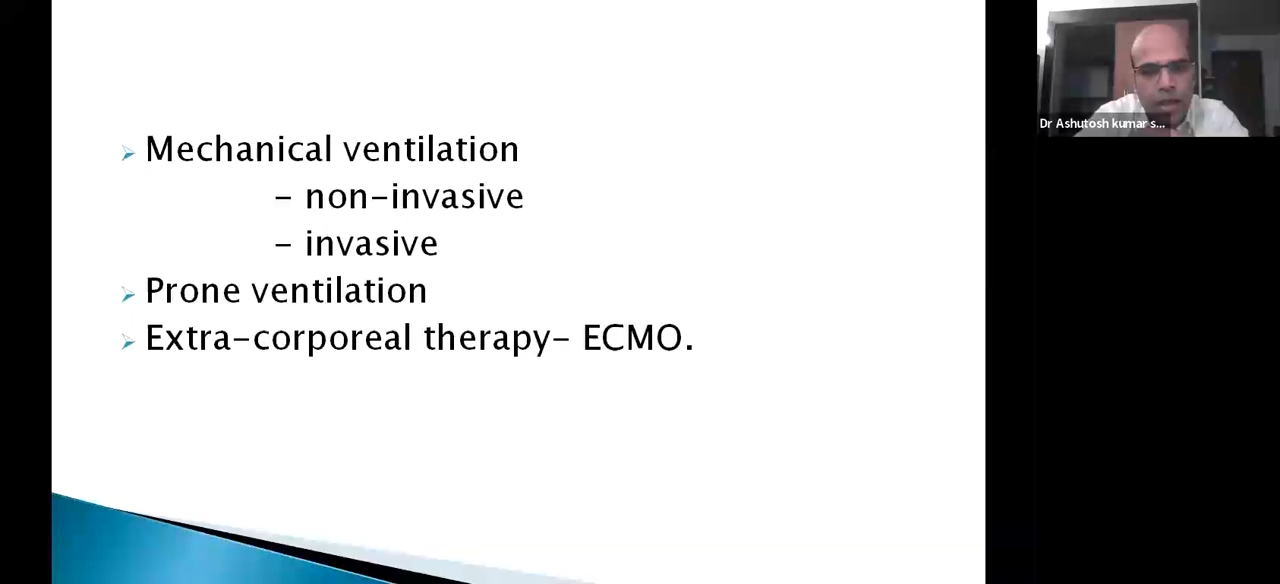 Mechanical ventilation
- non-invasive
- invasive
Prone ventilation
Extra-corporeal therapy- ECMO.
Dr Ashutosh kumar s...